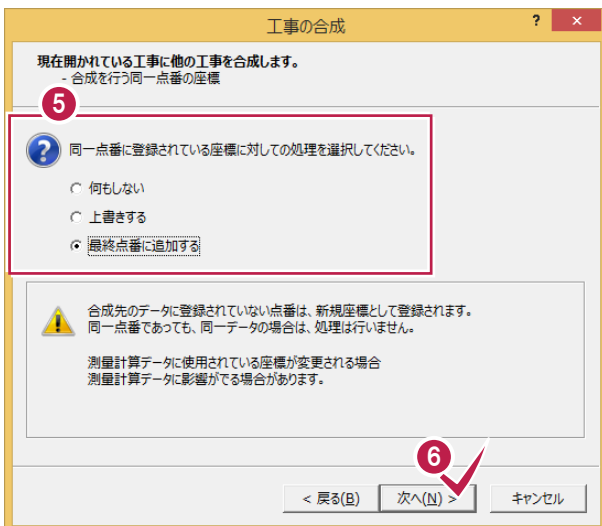 工事の合成
? ×
現在開かれている工事に他の工事を合成します。
- 合成を行う同一点番の座標
5
? 同一点番に登録されている座標に対しての処理を選択してください。
何もしない
上書きする
最終点番に追加する
合成先のデータに登録されていない点番は、新規座標として登録されます。
同一点番であっても、同一データの場合は、処理は行いません。
測量計算データに使用されている座標が変更される場合
測量計算データに影響がでる場合があります。
6
< 戻る(B) 次へ(N) > キャンセル